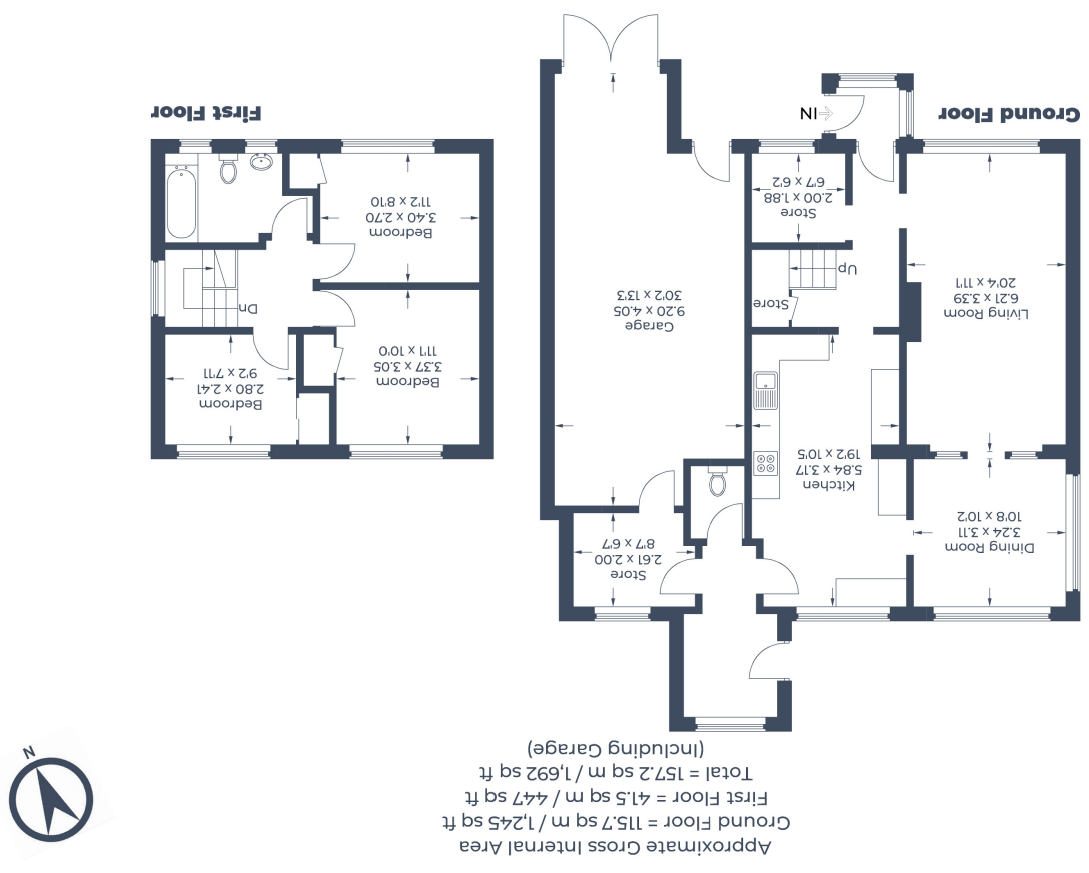 Approximate Gross Internal Area
Ground Floor = 115.7 sq m / 1,245 sq ft
First Floor = 41.5 sq m / 447 sq ft
Total = 157.2 sq m / 1,692 sq ft
(Including Garage)
N
Dining Room
3.24 x 3.11
10'8 x 10'2
Kitchen
5.84 x 3.17
19'2 x 10'5
Store
2.61 x 2.00
8'7 x 6'7
Living Room
6.21 x 3.39
20'4 x 11'1
Store
Up
Garage
9.20 x 4.05
30'2 x 13'3
Store
2.00 x 1.88
6'7 x 6'2
IN
Ground Floor
Bedroom
3.37 x 3.05
11'1 x 10'0
Bedroom
2.80 x 2.41
9'2 x 7'11
Dn
Bedroom
3.40 x 2.70
11'2 x 8'10
First Floor